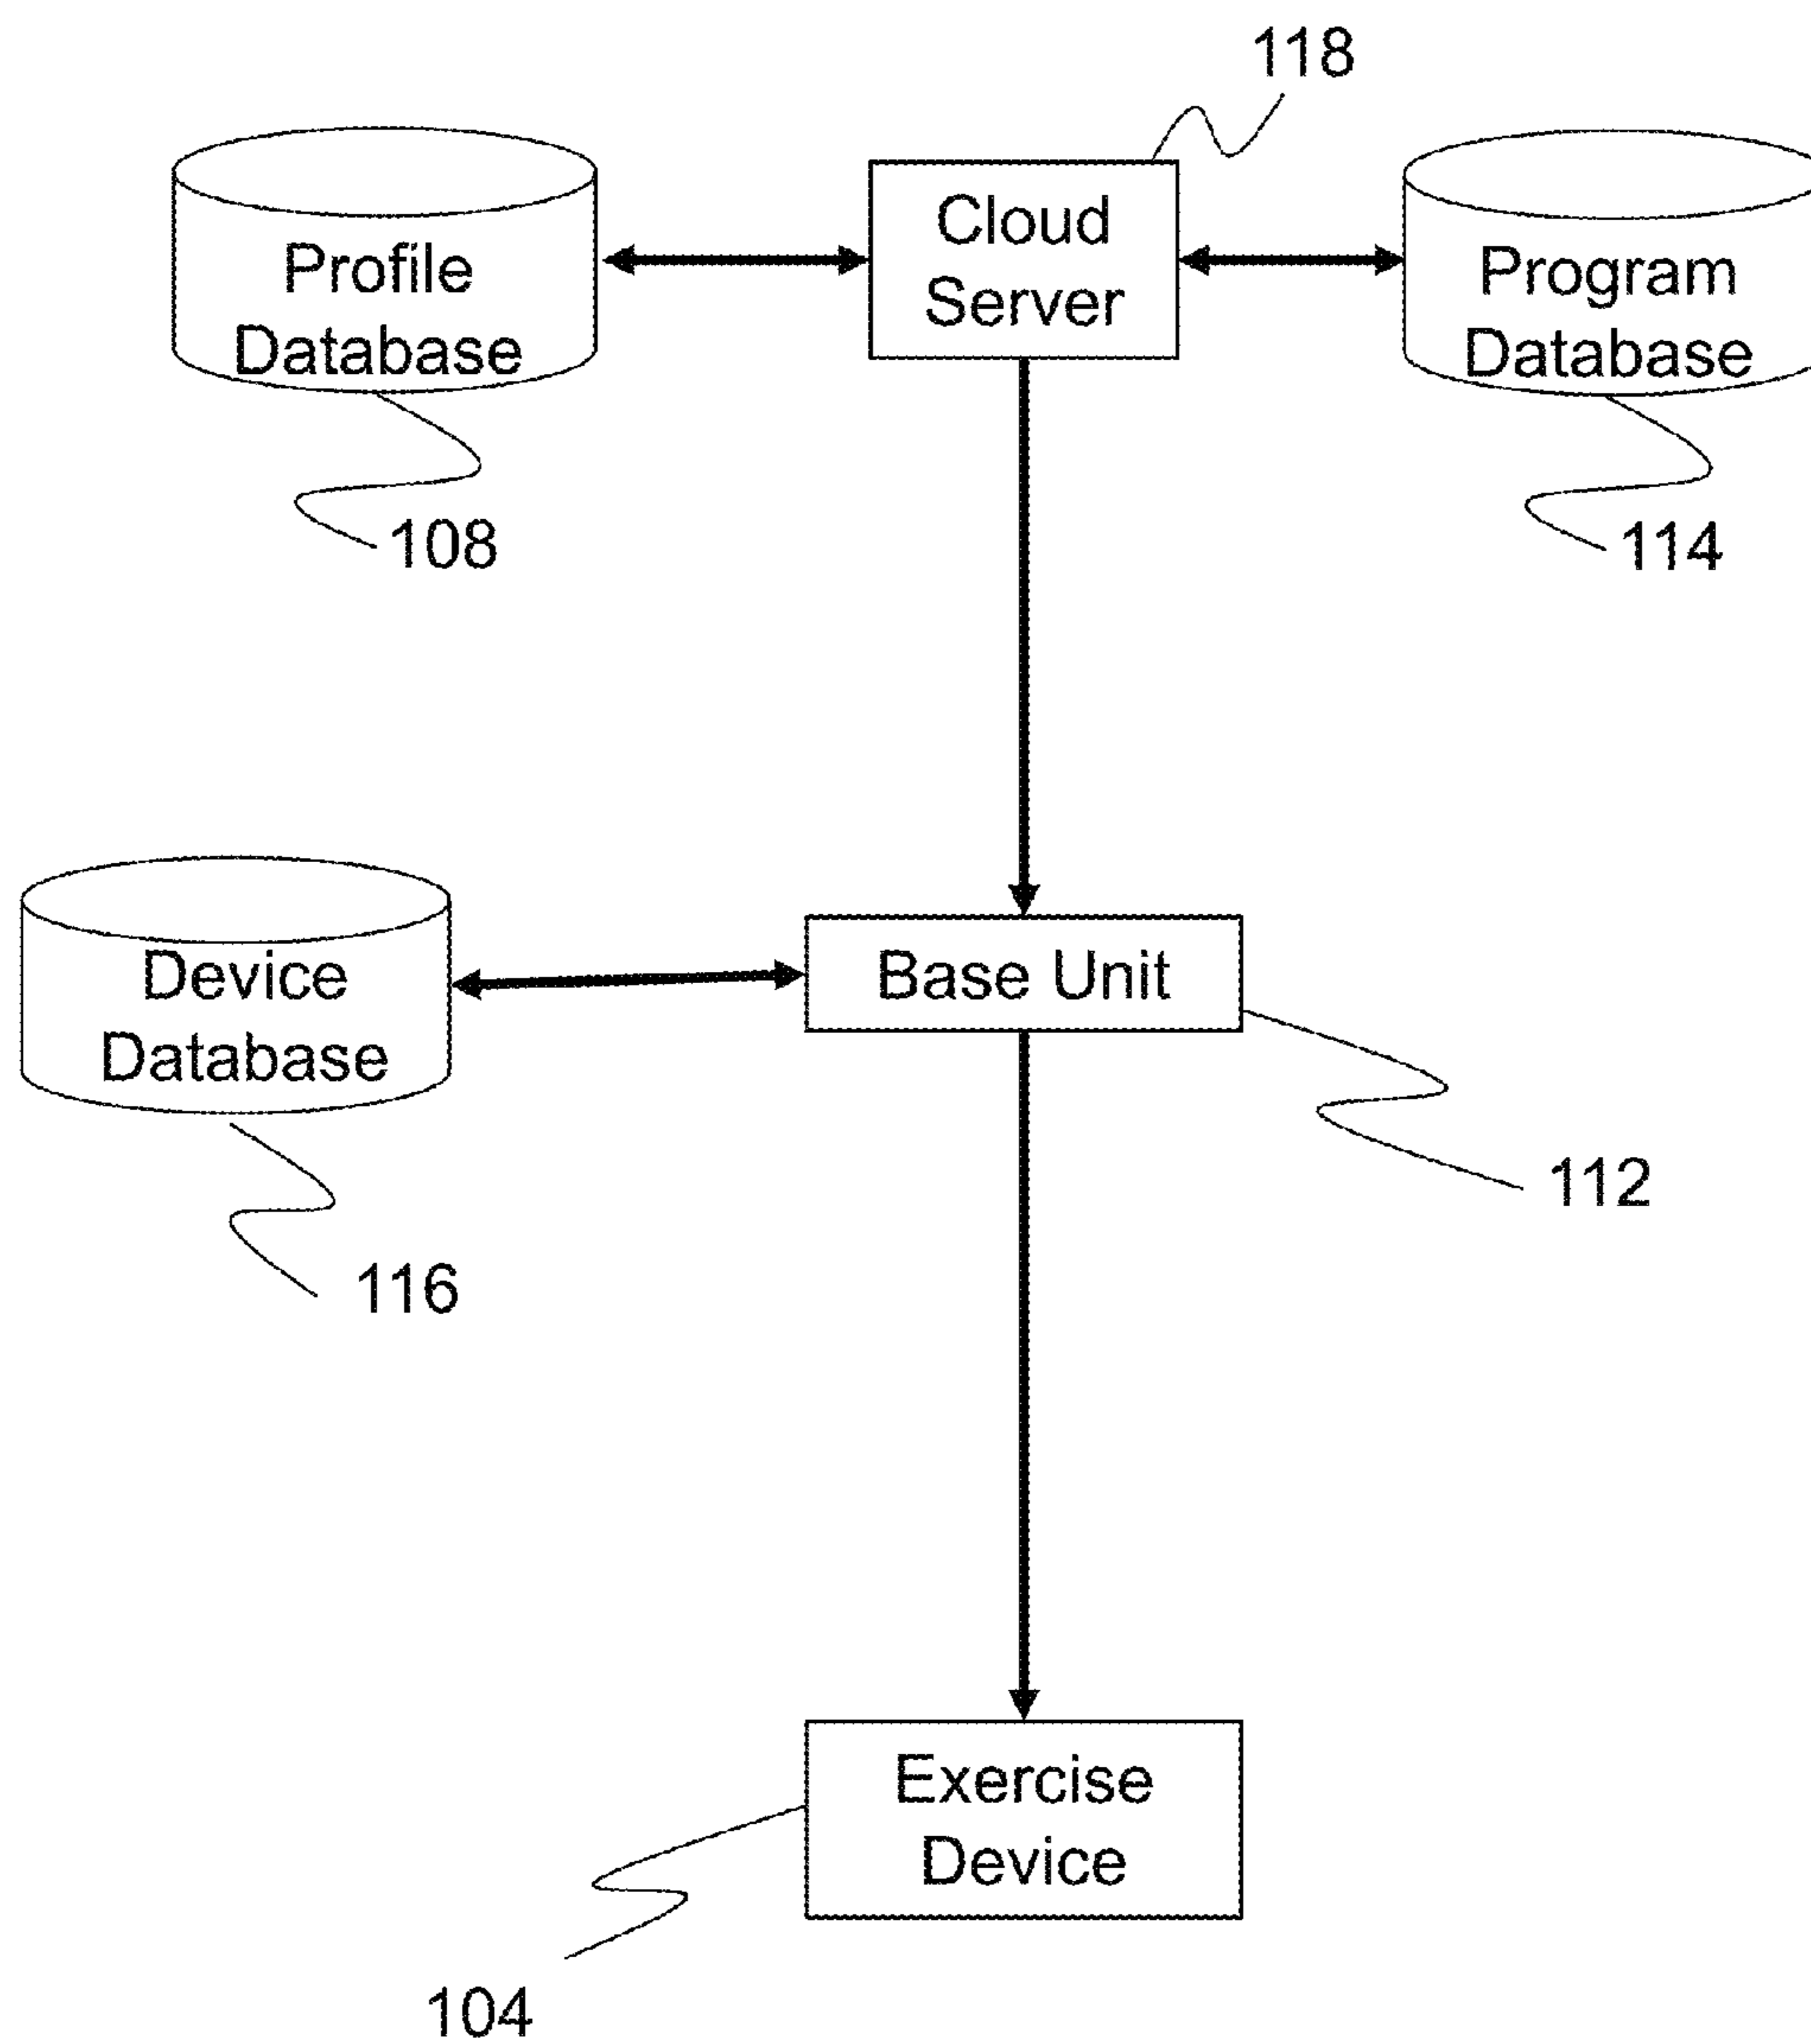 118
Profile
Database
Cloud
Server
Program
Database
108
114
Device
Database
Base Unit
112
116
Exercise
Device
104